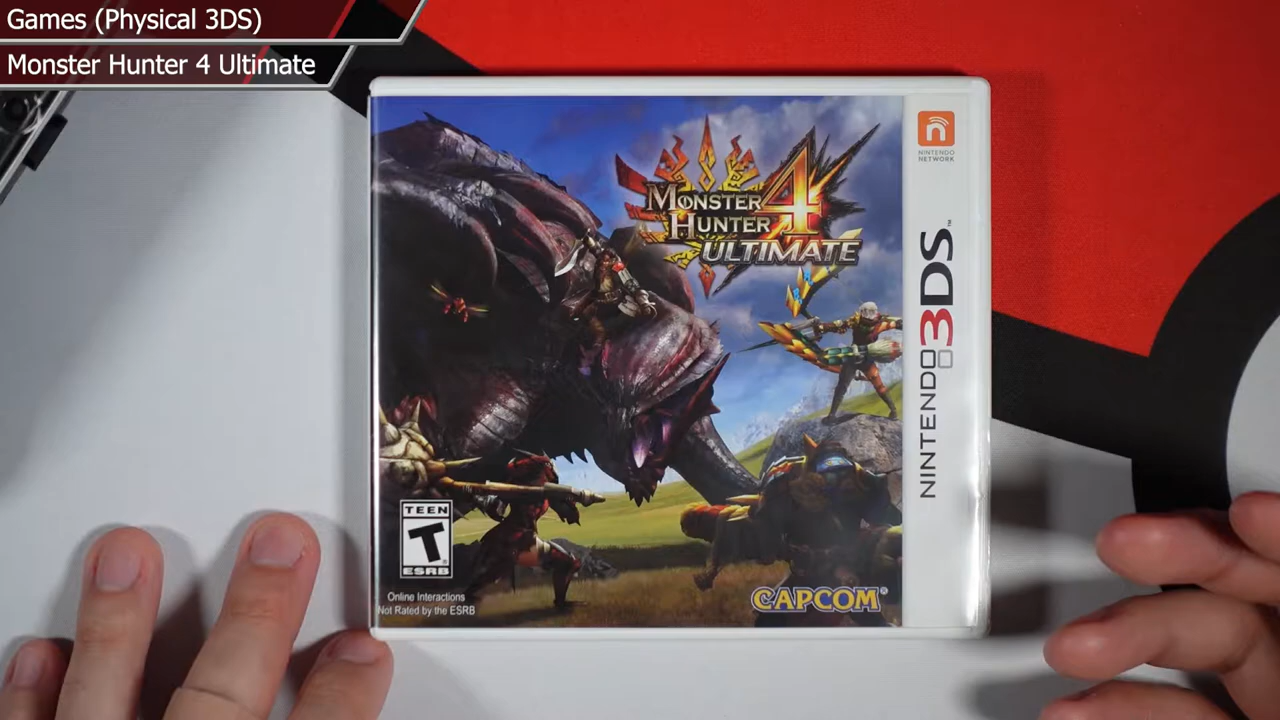 Games (Physical 3DS)
Monster Hunter 4 Ultimate
MONSTER
HUNTER 4
ULTIMATE
NINTENDO
NETWORK
NINTENDO 3DS™
TEEN
T
ESRB
Online Interactions
Not Rated by the ESRB
CAPCOM®